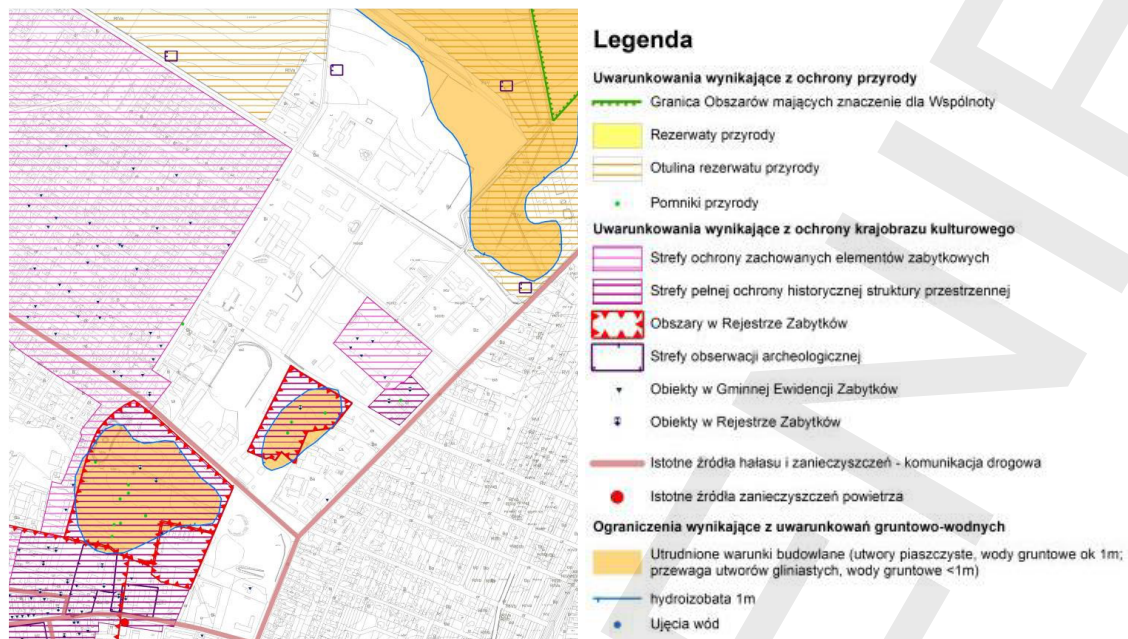 Legenda
Uwarunkowania wynikające z ochrony przyrody
Granica Obszarów mających znaczenie dla Wspólnoty
Rezerwaty przyrody
Otulina rezerwatu przyrody
Pomniki przyrody
Uwarunkowania wynikające z ochrony krajobrazu kulturowego
Strefy ochrony zachowanych elementów zabytkowych
Strefy pełnej ochrony historycznej struktury przestrzennej
Obszary w Rejestrze Zabytków
Strefy obserwacji archeologicznej
Obiekty w Gminnej Ewidencji Zabytków
Obiekty w Rejestrze Zabytków
Istotne źródła hałasu i zanieczyszczeń - komunikacja drogowa
Istotne źródła zanieczyszczeń powietrza
Ograniczenia wynikające z uwarunkowań gruntowo-wodnych
Utrudnione warunki budowlane (utwory piaszczyste, wody gruntowe ok 1m;
przewaga utworów gliniastych, wody gruntowe <1m)
hydroizobata 1m
Ujęcia wód